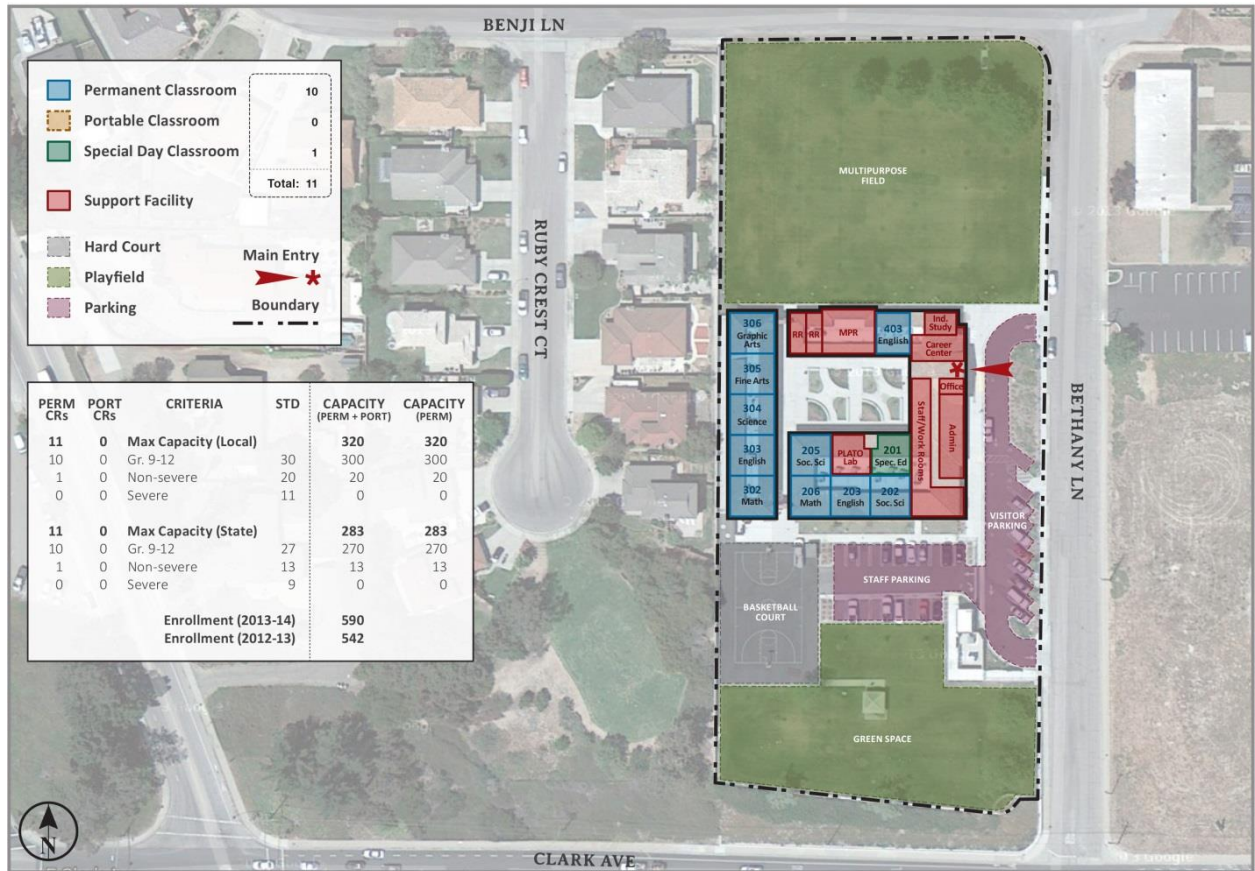 BENJI LN
Permanent Classroom 10
Portable Classroom 0
Special Day Classroom 1
Total: 11
Support Facility
Hard Court
Playfield
Parking
Main Entry
Boundary
RUBY CREST CT
BETHANY LN
CLARK AVE
MULTIPURPOSE
FIELD
© 2013 Google
306
Graphic
Arts
305
Fine Arts
304
Science
303
English
302
Math
RR
RR
MPR
403
English
Ind.
Study
Career
Center
Office
Admin
Staff/Work Rooms
205
Soc. Sci
PLATO
Lab
201
Spec. Ed
206
Math
203
English
202
Soc. Sci
VISITOR
PARKING
STAFF PARKING
BASKETBALL
COURT
GREEN SPACE
PERM CRs PORT CRs CRITERIA STD CAPACITY (PERM + PORT) CAPACITY (PERM)
11 0 Max Capacity (Local) 320 320
10 0 Gr. 9-12 30 300 300
1 0 Non-severe 20 20 20
0 0 Severe 11 0 0
11 0 Max Capacity (State) 283 283
10 0 Gr. 9-12 27 270 270
1 0 Non-severe 13 13 13
0 0 Severe 9 0 0
Enrollment (2013-14) 590
Enrollment (2012-13) 542
N